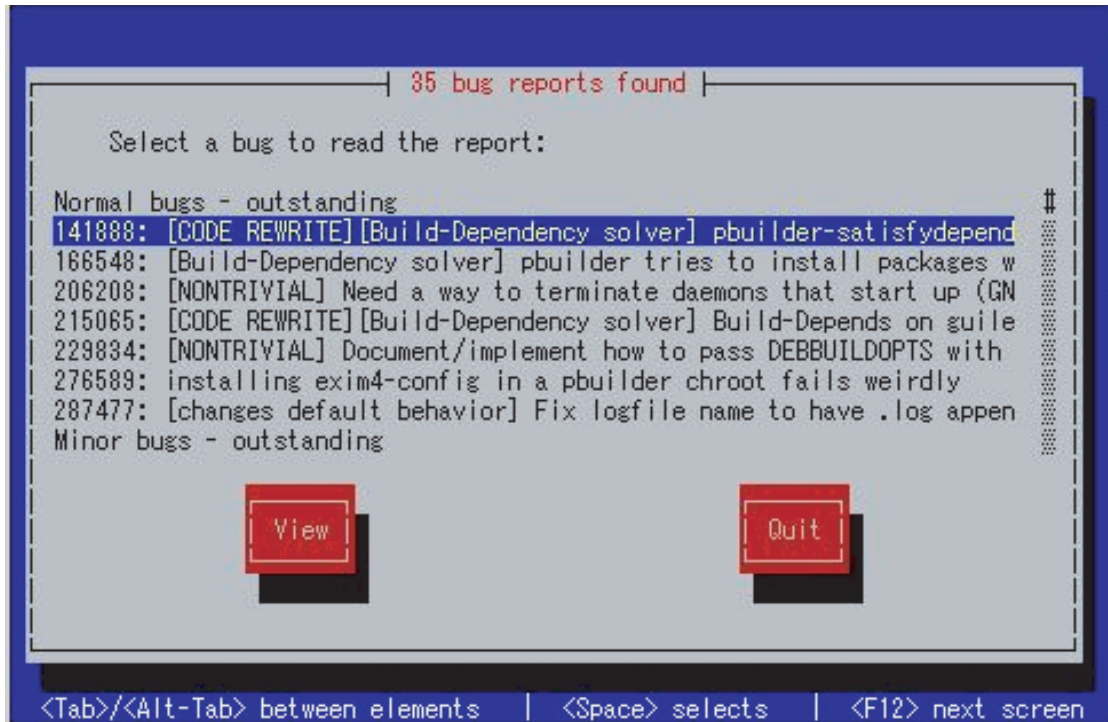 35 bug reports found
Select a bug to read the report:
Normal bugs - outstanding
141888: [CODE REWRITE][Build-Dependency solver] pbuilder-satisfydepend
166548: [Build-Dependency solver] pbuilder tries to install packages w
206208: [NONTRIVIAL] Need a way to terminate daemons that start up (GN
215065: [CODE REWRITE][Build-Dependency solver] Build-Depends on guile
229834: [NONTRIVIAL] Document/implement how to pass DEBBUILDOPTS with
276589: installing exim4-config in a pbuilder chroot fails weirdly
287477: [changes default behavior] Fix logfile name to have .log appen
Minor bugs - outstanding
View Quit
<Tab>/<Alt-Tab> between elements | <Space> selects | <F12> next screen